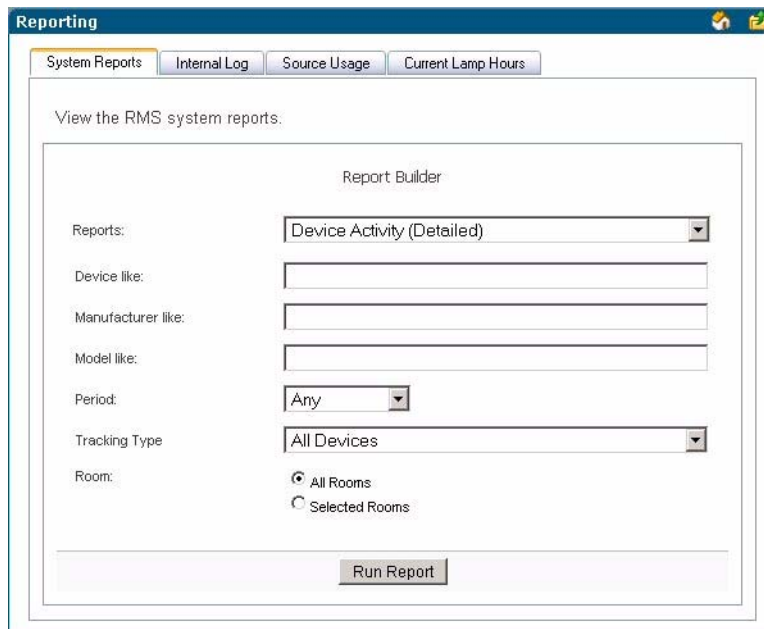 Reporting
System Reports Internal Log Source Usage Current Lamp Hours
View the RMS system reports.
Report Builder
Reports: Device Activity (Detailed)
Device like:
Manufacturer like:
Model like:
Period: Any
Tracking Type All Devices
Room: All Rooms
Selected Rooms
Run Report